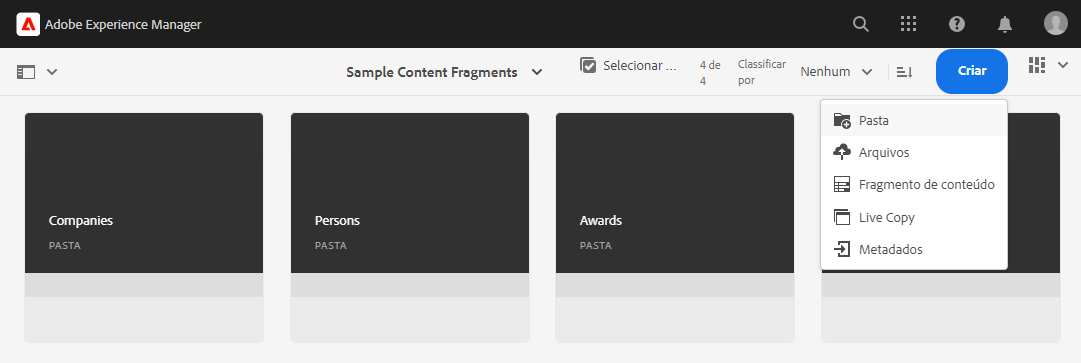 Adobe Experience Manager
Sample Content Fragments
Selecionar ...
4 de
4
Classificar
por
Nenhum
Criar
Pasta
Arquivos
Fragmento de conteúdo
Live Copy
Metadados
Companies
PASTA
Persons
PASTA
Awards
PASTA